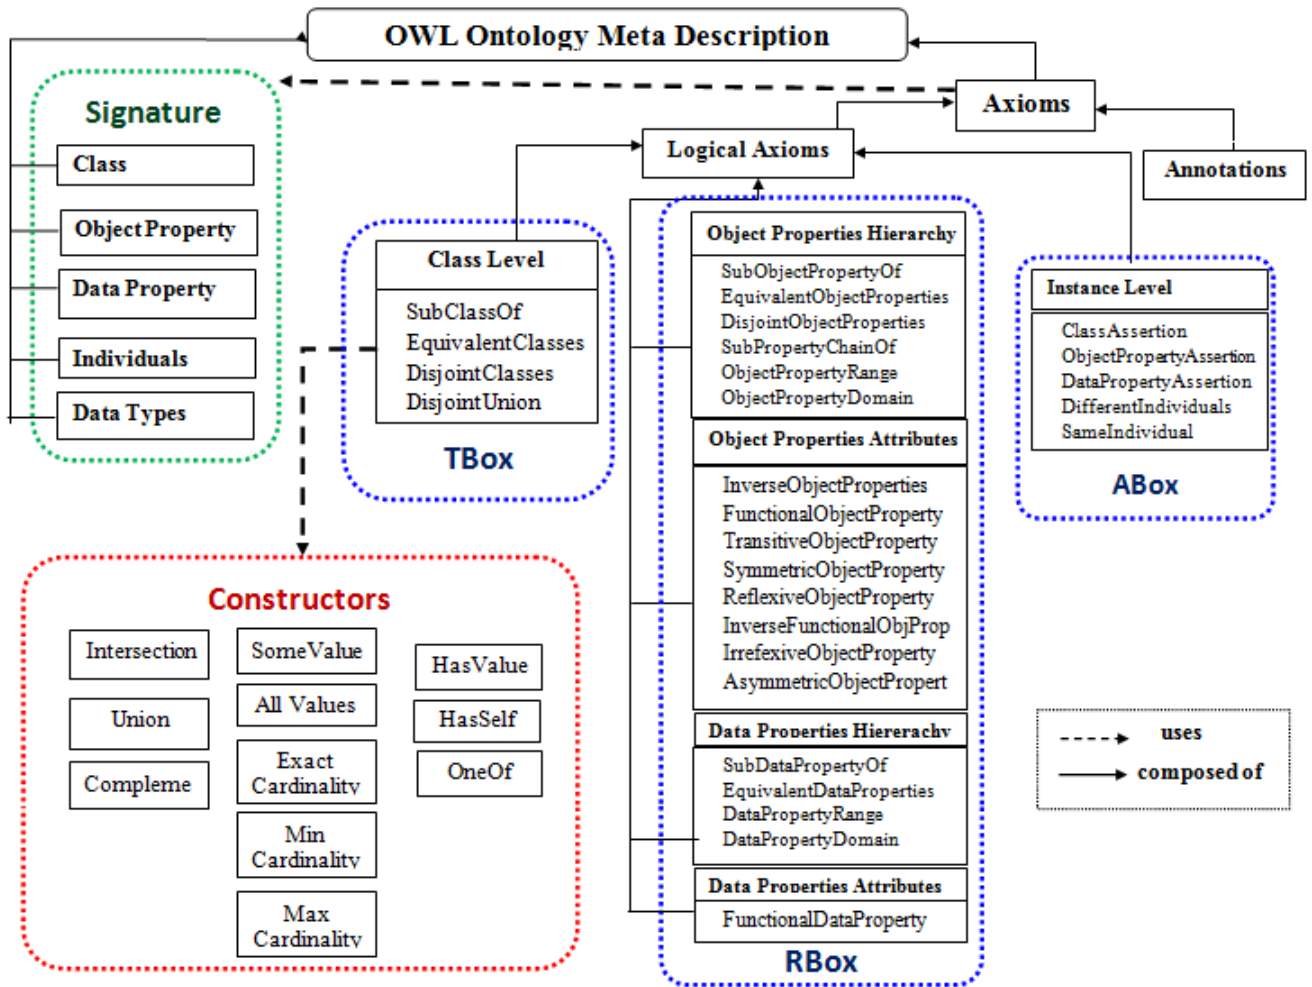 OWL Ontology Meta Description
Signature
Class
Object Property
Data Property
Individuals
Data Types
Axioms
Logical Axioms
Annotations
Class Level
SubClassOf
EquivalentClasses
DisjointClasses
DisjointUnion
TBox
Object Properties Hierarchy
SubObjectPropertyOf
EquivalentObjectProperties
DisjointObjectProperties
SubPropertyChainOf
ObjectPropertyRange
ObjectPropertyDomain
Object Properties Attributes
InverseObjectProperties
FunctionalObjectProperty
TransitiveObjectProperty
SymmetricObjectProperty
ReflexiveObjectProperty
InverseFunctionalObjProp
IrrefexiveObjectProperty
AsymmetricObjectPropert
Data Properties Hiererachy
SubDataPropertyOf
EquivalentDataProperties
DataPropertyRange
DataPropertyDomain
Data Properties Attributes
FunctionalDataProperty
RBox
Instance Level
ClassAssertion
ObjectPropertyAssertion
DataPropertyAssertion
DifferentIndividuals
SameIndividual
ABox
Constructors
Intersection
Union
Compleme
SomeValue
All Values
Exact
Cardinality
Min
Cardinality
Max
Cardinality
HasValue
HasSelf
OneOf
uses
composed of